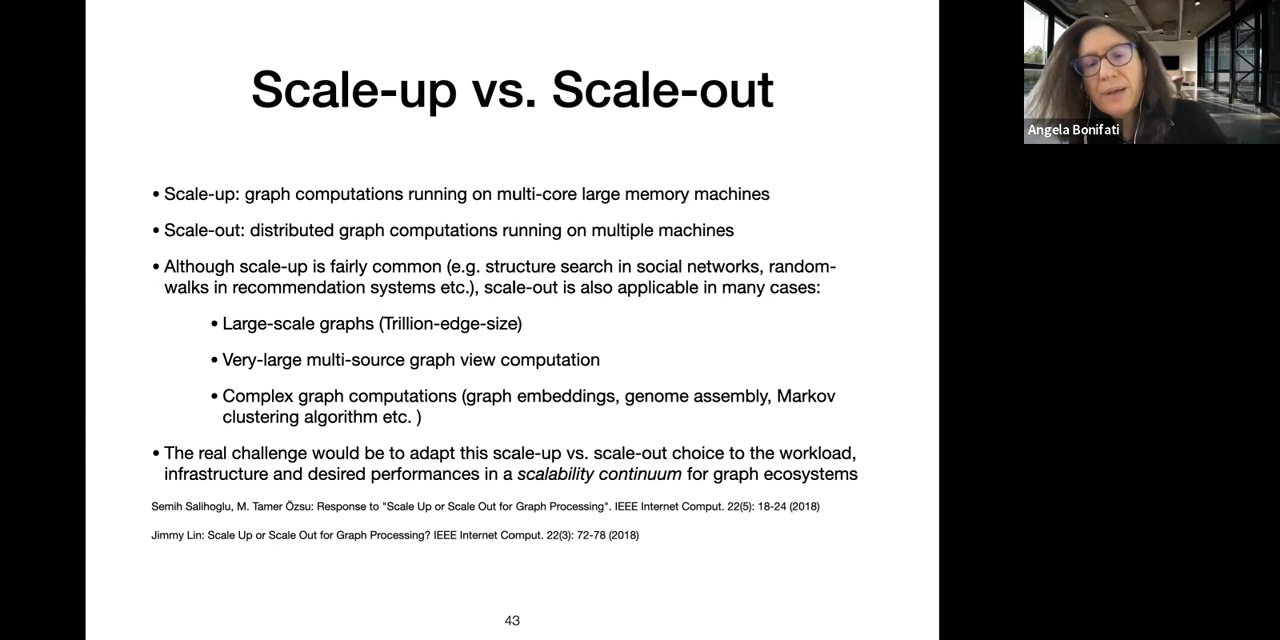 Scale-up vs. Scale-out
• Scale-up: graph computations running on multi-core large memory machines
• Scale-out: distributed graph computations running on multiple machines
• Although scale-up is fairly common (e.g. structure search in social networks, random-
walks in recommendation systems etc.), scale-out is also applicable in many cases:
• Large-scale graphs (Trillion-edge-size)
• Very-large multi-source graph view computation
• Complex graph computations (graph embeddings, genome assembly, Markov
clustering algorithm etc. )
• The real challenge would be to adapt this scale-up vs. scale-out choice to the workload,
infrastructure and desired performances in a scalability continuum for graph ecosystems
Semih Salihoglu, M. Tamer Özsu: Response to "Scale Up or Scale Out for Graph Processing". IEEE Internet Comput. 22(5): 18-24 (2018)
Jimmy Lin: Scale Up or Scale Out for Graph Processing? IEEE Internet Comput. 22(3): 72-78 (2018)
43
Angela Bonifati